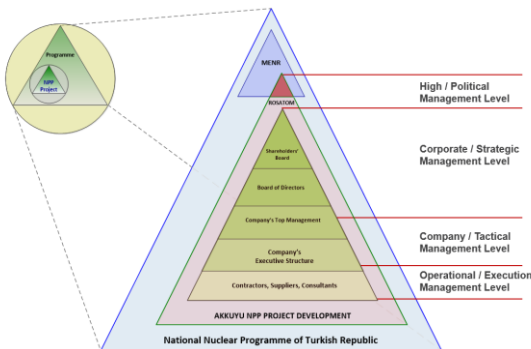 Programme
NPP
Project
MENR
ROSATOM
High / Political
Management Level
Shareholders'
Board
Corporate / Strategic
Management Level
Board of Directors
Company's Top Management
Company / Tactical
Management Level
Company's
Executive Structure
Operational / Execution
Management Level
Contractors, Suppliers, Consultants
AKKUYU NPP PROJECT DEVELOPMENT
National Nuclear Programme of Turkish Republic